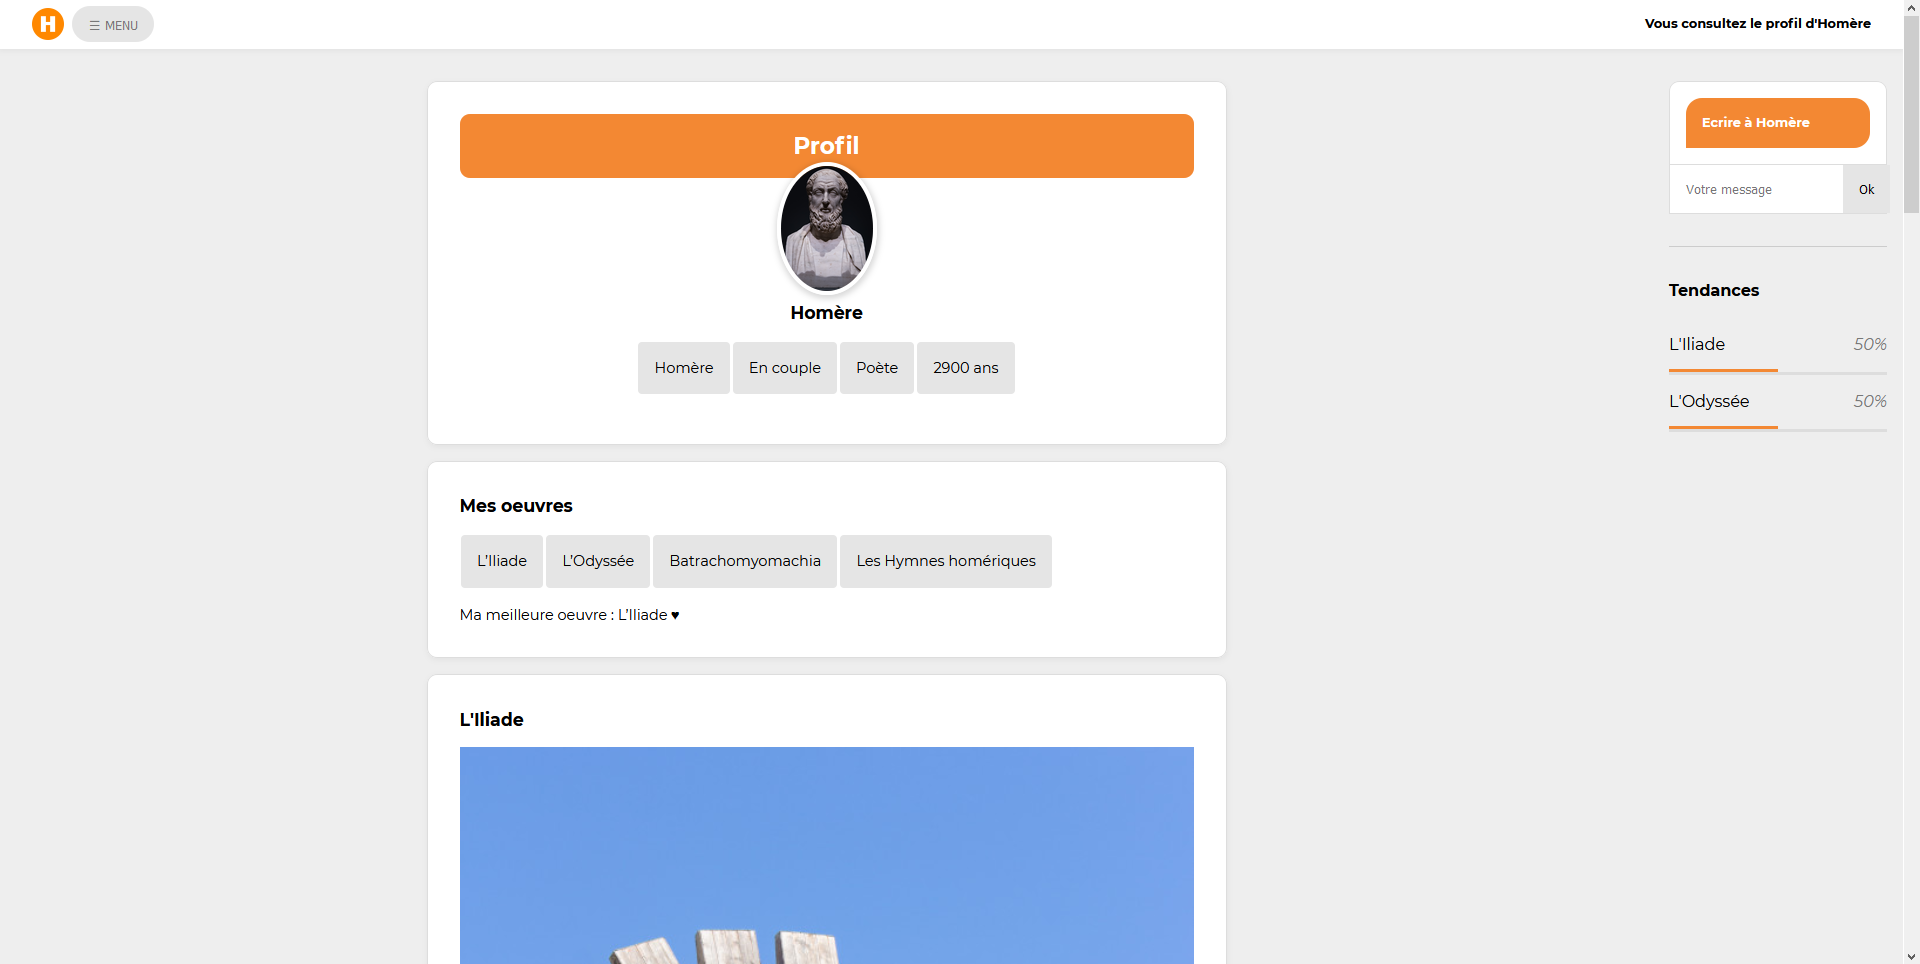 H
☰ MENU
Vous consultez le profil d'Homère
Profil
Homère
Homère
En couple
Poète
2900 ans
Mes oeuvres
L’Iliade
L’Odyssée
Batrachomyomachia
Les Hymnes homériques
Ma meilleure oeuvre : L’Iliade ♥
L'Iliade
Ecrire à Homère
Votre message
Ok
Tendances
L'Iliade 50%
L'Odyssée 50%